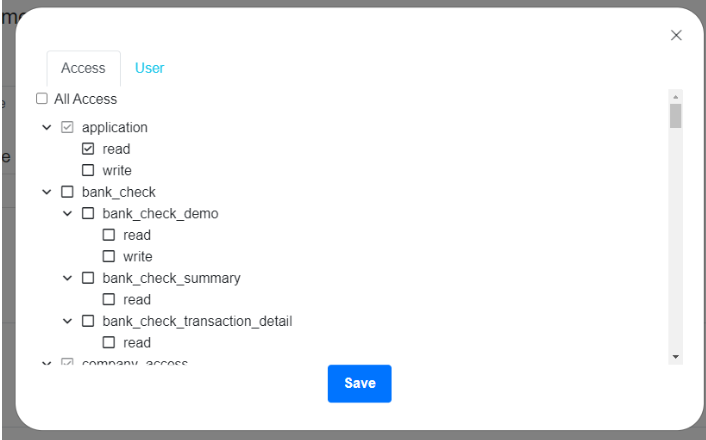 Access User
All Access
application
read
write
bank_check
bank_check_demo
read
write
bank_check_summary
read
bank_check_transaction_detail
read
company_access
Save